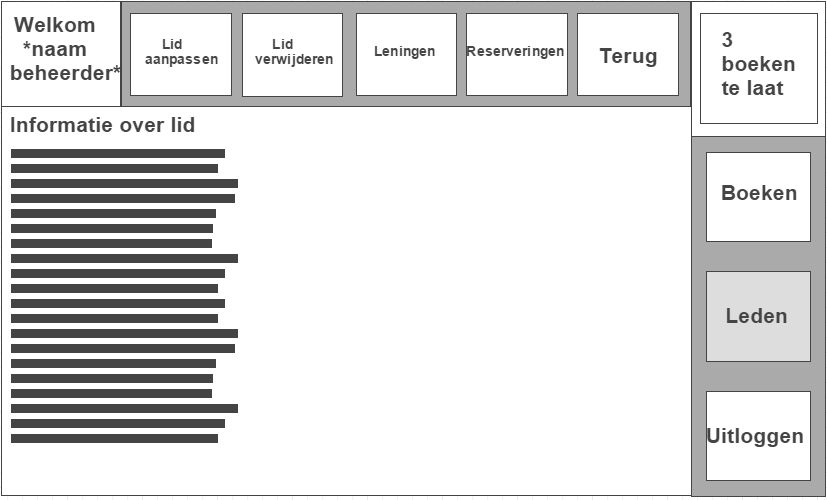 Welkom
*naam
beheerder*
Lid
aanpassen
Lid
verwijderen
Leningen
Reserveringen
Terug
3
boeken
te laat
Informatie over lid
Boeken
Leden
Uitloggen